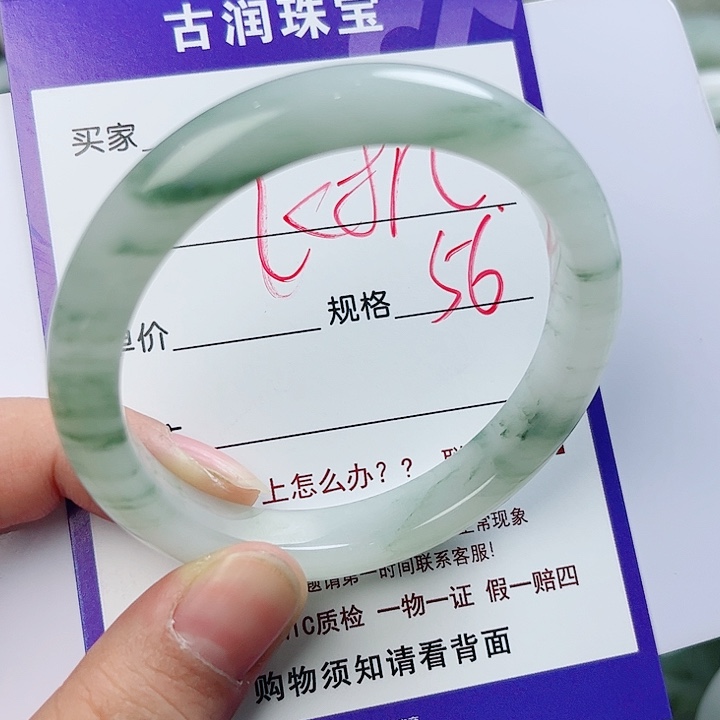 古润珠宝
买家
价
规格 56
上怎么办？？
常现象
请第一时间联系客服!
IC质检 一物一证 假一赔四
购物须知请看背面